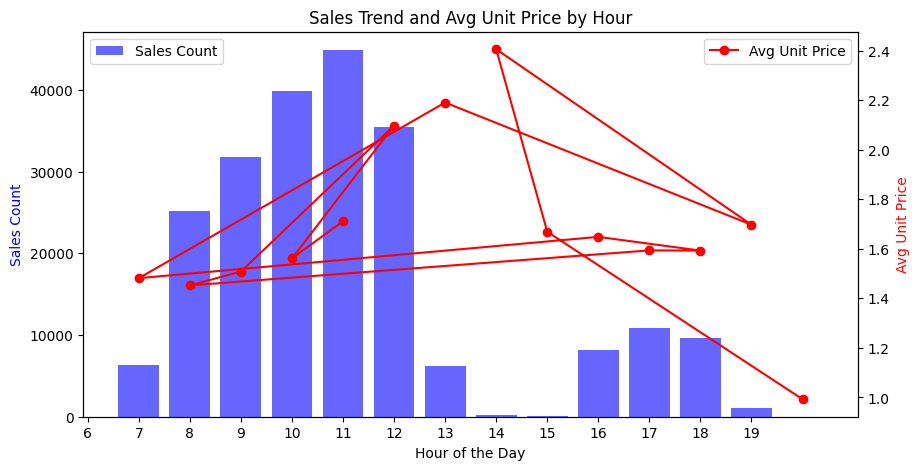 Sales Trend and Avg Unit Price by Hour
Sales Count
Avg Unit Price
40000
30000
20000
10000
0
Sales Count
2.4
2.2
2.0
1.8
1.6
1.4
1.2
1.0
Avg Unit Price
6 7 8 9 10 11 12 13 14 15 16 17 18 19
Hour of the Day